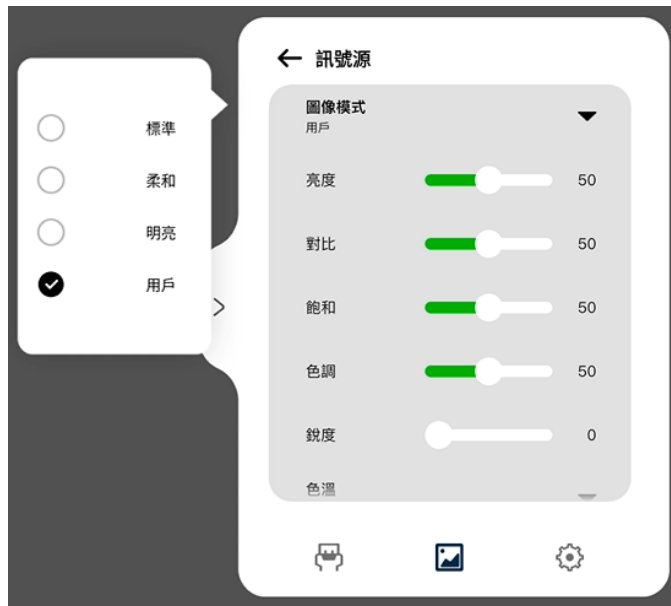 訊號源
標準
柔和
明亮
用戶
圖像模式
用戶
亮度 50
對比 50
飽和 50
色調 50
銳度 0
色溫